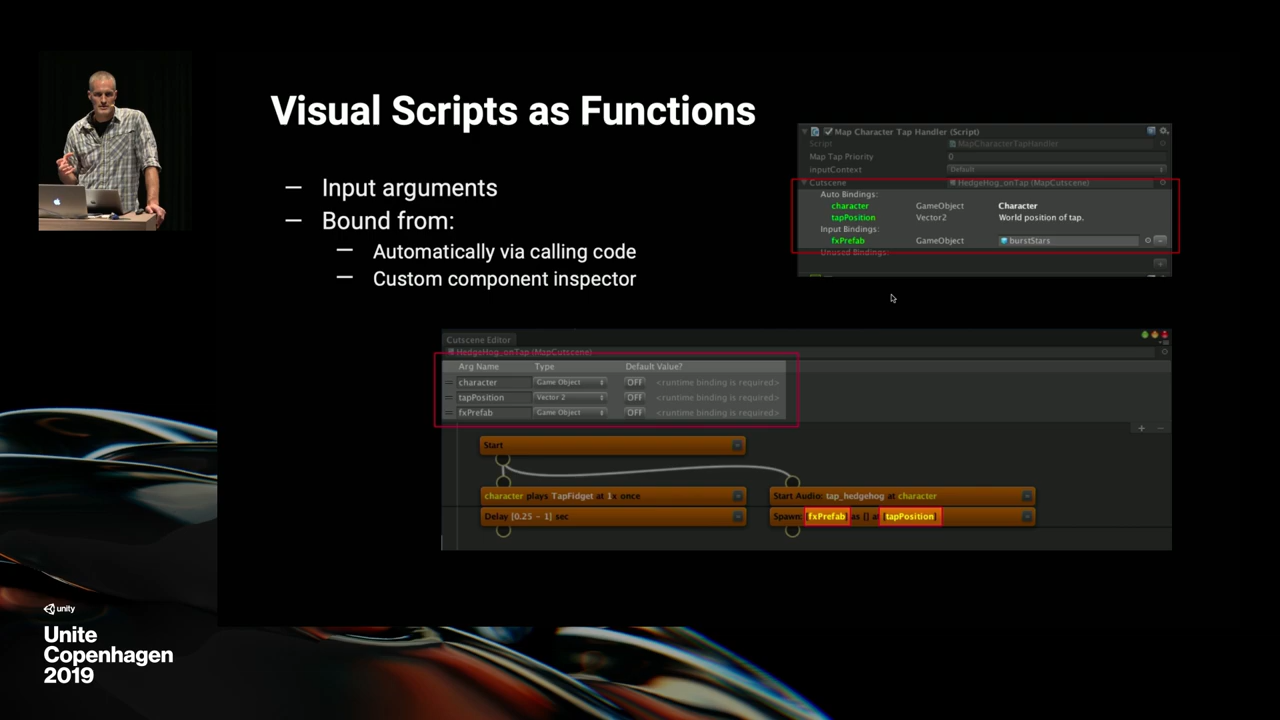 Visual Scripts as Functions
— Input arguments
— Bound from:
— Automatically via calling code
— Custom component inspector
Map Character Tap Handler (Script)
Script MapCharacterTapHandler
Map Tap Priority 0
inputContext Default
Cutscene HedgeHog_onTap (MapCutscene)
Auto Bindings:
character GameObject Character
tapPosition Vector2 World position of tap.
Input Bindings:
fxPrefab GameObject burstStars
Unused Bindings:
Cutscene Editor
HedgeHog_onTap (MapCutscene)
Arg Name Type Default Value?
character Game Object OFF <runtime binding is required>
tapPosition Vector 2 OFF <runtime binding is required>
fxPrefab Game Object OFF <runtime binding is required>
Start
character plays TapFidget at 1x once
Delay [0.25 - 1] sec
Start Audio: tap_hedgehog at character
Spawn: [fxPrefab] as [] at [tapPosition]
unity
Unite
Copenhagen
2019